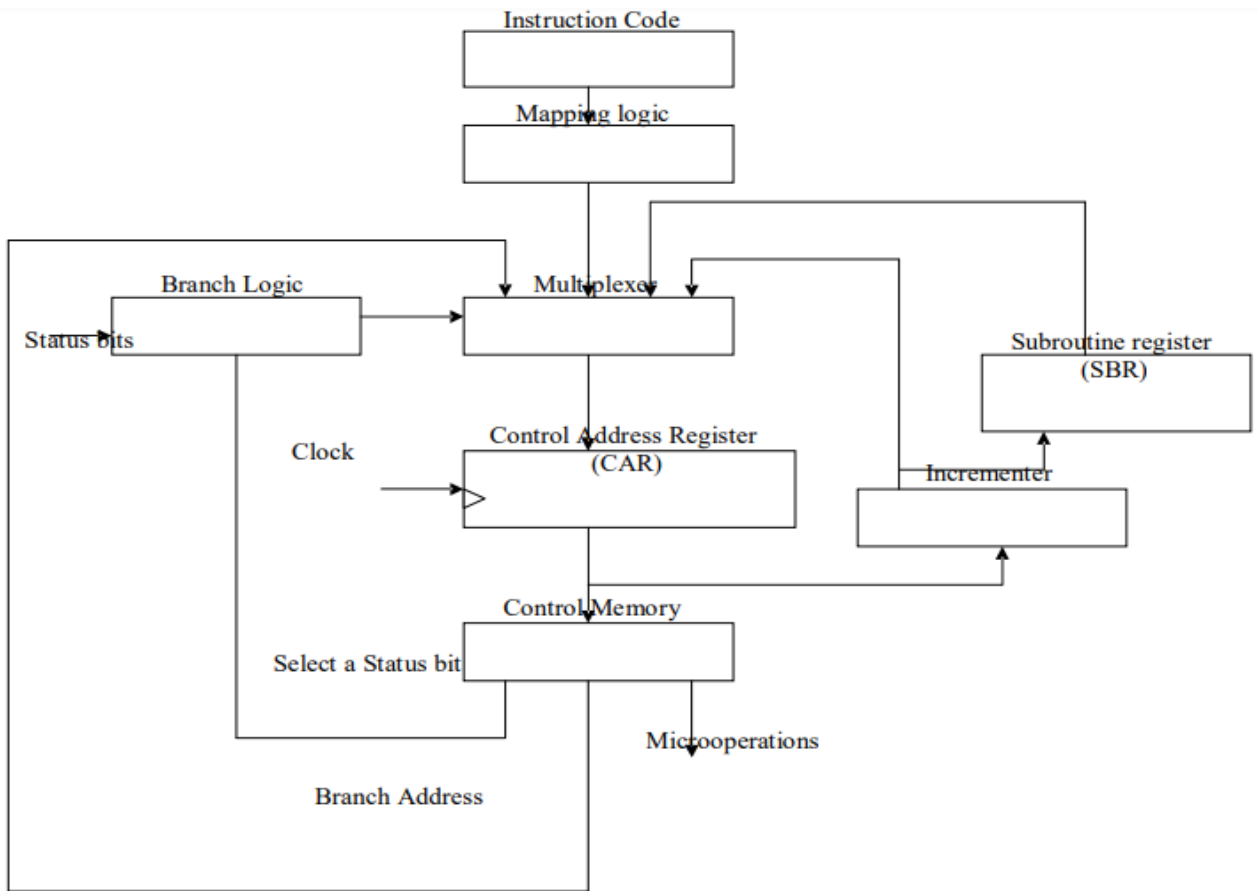 Instruction Code
Mapping logic
Branch Logic
Multiplexer
Status bits
Subroutine register
(SBR)
Clock
Control Address Register
(CAR)
Incrementer
Control Memory
Select a Status bit
Microoperations
Branch Address